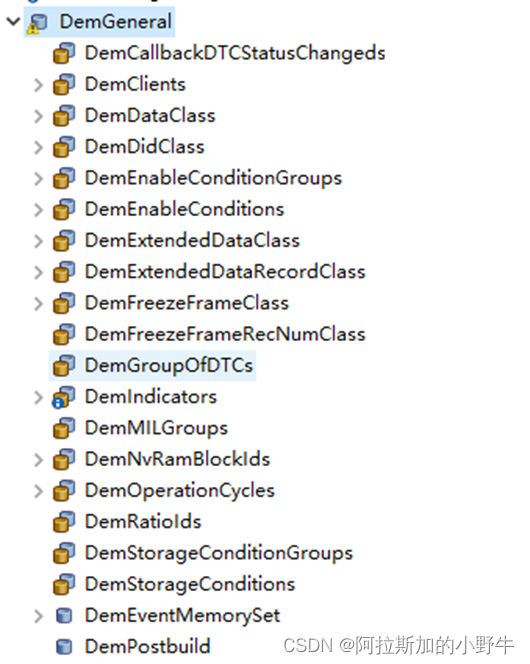 DemGeneral
DemCallbackDTCStatusChangeds
DemClients
DemDataClass
DemDidClass
DemEnableConditionGroups
DemEnableConditions
DemExtendedDataClass
DemExtendedDataRecordClass
DemFreezeFrameClass
DemFreezeFrameRecNumClass
DemGroupOfDTCs
DemIndicators
DemMILGroups
DemNvRamBlockIds
DemOperationCycles
DemRatioIds
DemStorageConditionGroups
DemStorageConditions
DemEventMemorySet
DemPostbuild
CSDN @阿拉斯加的小野牛